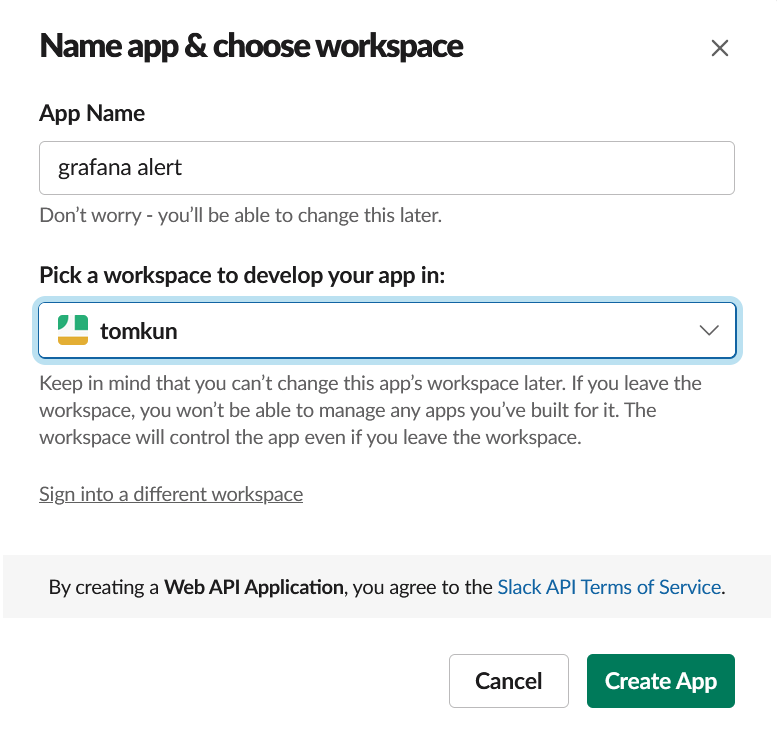 Name app & choose workspace
App Name
grafana alert
Don’t worry - you’ll be able to change this later.
Pick a workspace to develop your app in:
tomkun
Keep in mind that you can’t change this app’s workspace later. If you leave the
workspace, you won’t be able to manage any apps you’ve built for it. The
workspace will control the app even if you leave the workspace.
Sign into a different workspace
By creating a Web API Application, you agree to the Slack API Terms of Service.
Cancel
Create App